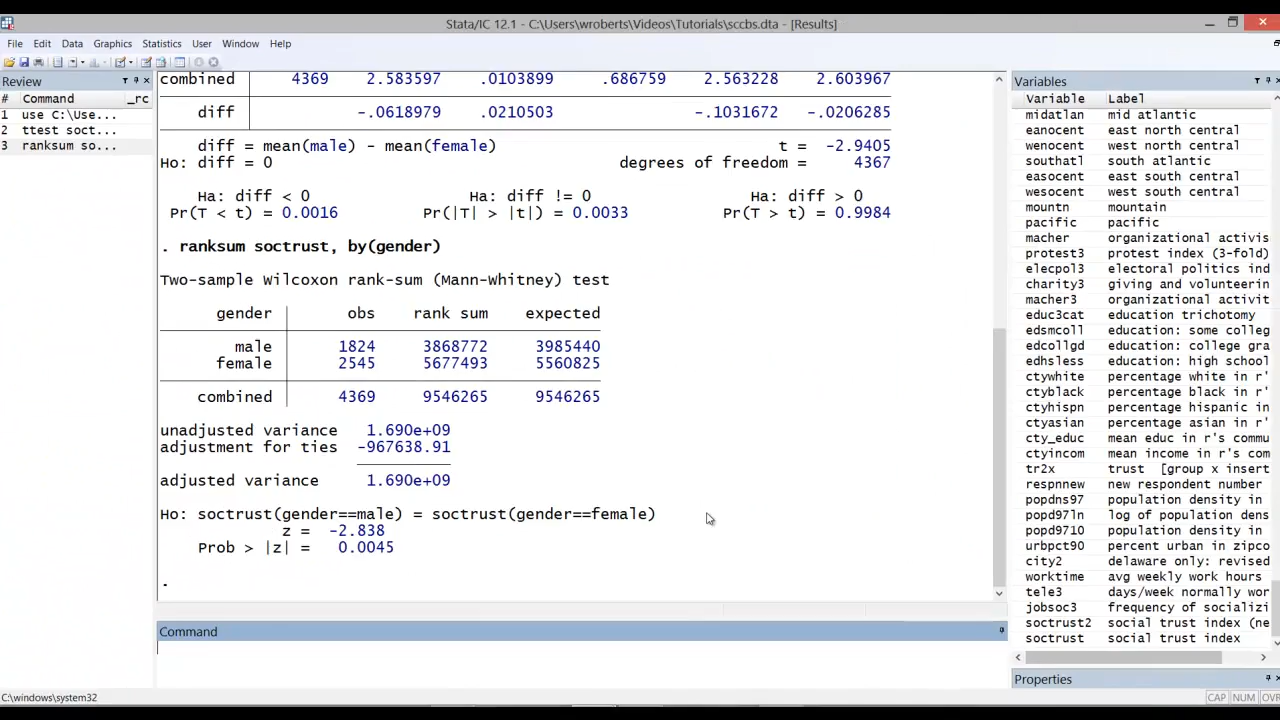 Stata/IC 12.1 - C:\Users\wroberts\Videos\Tutorials\sccbs.dta - [Results]
File Edit Data Graphics Statistics User Window Help
Review
# Command _rc
1 use C:\Use...
2 ttest soct...
3 ranksum so...
combined 4369 2.583597 .0103899 .686759 2.563228 2.603967
diff -.0618979 .0210503 -.1031672 -.0206285
diff = mean(male) - mean(female) t = -2.9405
Ho: diff = 0 degrees of freedom = 4367
Ha: diff < 0 Ha: diff != 0 Ha: diff > 0
Pr(T < t) = 0.0016 Pr(|T| > |t|) = 0.0033 Pr(T > t) = 0.9984
. ranksum soctrust, by(gender)
Two-sample Wilcoxon rank-sum (Mann-Whitney) test
gender obs rank sum expected
male 1824 3868772 3985440
female 2545 5677493 5560825
combined 4369 9546265 9546265
unadjusted variance 1.690e+09
adjustment for ties -967638.91
adjusted variance 1.690e+09
Ho: soctrust(gender==male) = soctrust(gender==female)
z = -2.838
Prob > |z| = 0.0045
.
Command
Variables
Variable Label
midatlan mid atlantic
eanocent east north central
wenocent west north central
southatl south atlantic
easocent east south central
wesocent west south central
mountn mountain
pacific pacific
macher organizational activis
protest3 protest index (3-fold)
elecpol3 electoral politics ind
charity3 giving and volunteerin
macher3 organizational activit
educ3cat education trichotomy
edsmcoll education: some colleg
edcollgd education: college gra
edhsless education: high school
ctywhite percentage white in r'
ctyblack percentage black in r'
ctyhispn percentage hispanic in
ctyasian percentage asian in r'
cty_educ mean educ in r's commu
ctyincom mean income in r's com
tr2x trust [group x insert
respnnew new respondent number
popdns97 population density in
popd97ln log of population dens
popd9710 population density in
urbpct90 percent urban in zipco
city2 delaware only: revised
worktime avg weekly work hours
tele3 days/week normally wor
jobsoc3 frequency of socializi
soctrust2 social trust index (ne
soctrust social trust index
Properties
C:\windows\system32
CAP NUM OVR